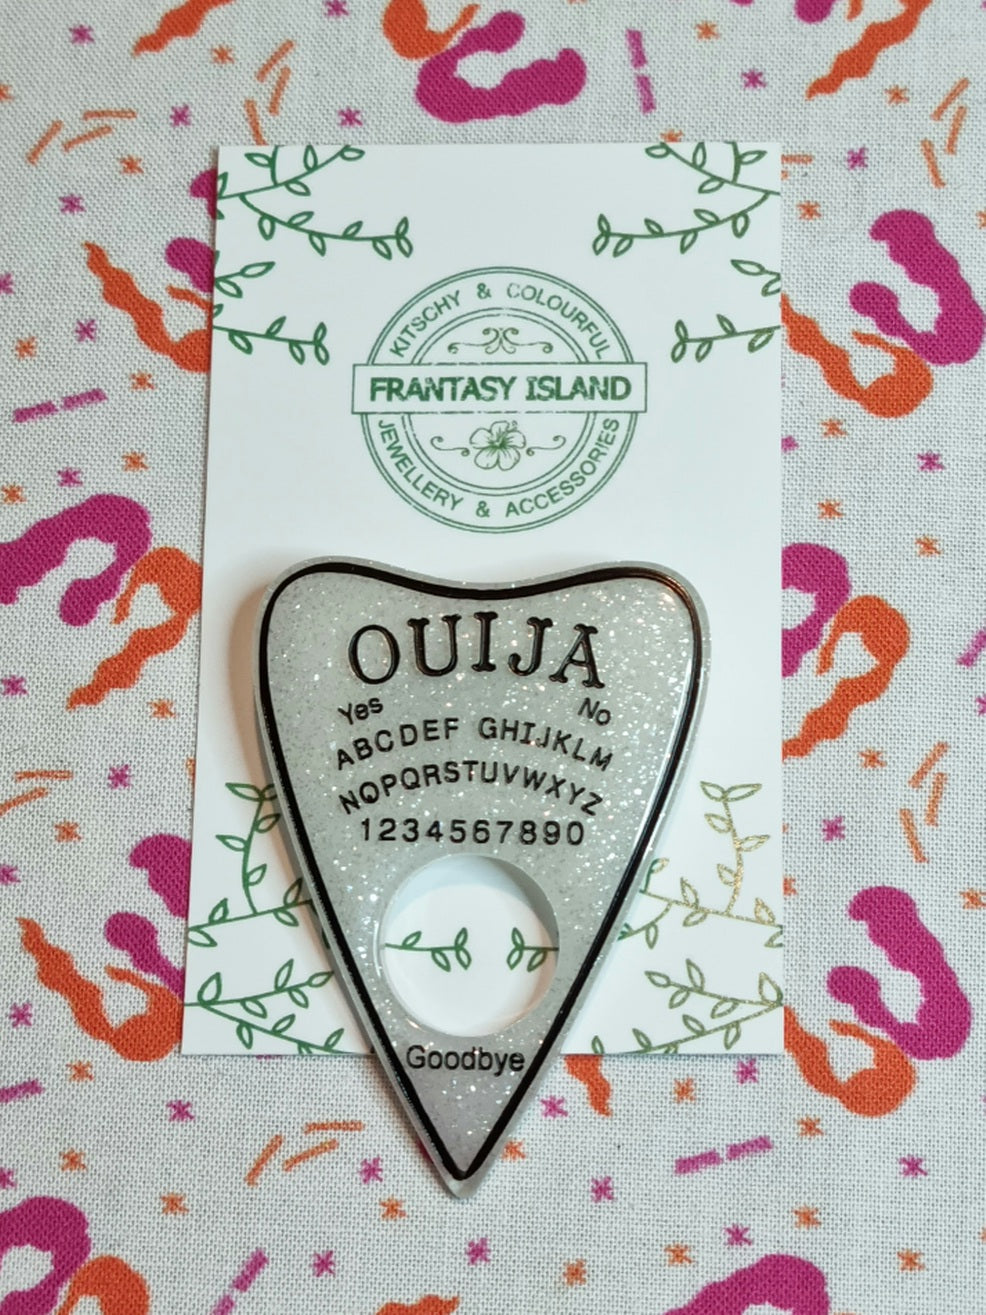 KITSCHY & COLOURFUL
FRANTASY ISLAND
JEWELLERY & ACCESSORIES
OUIJA
Yes No
ABCDEF GHIJKLM
NOPQRSTUVWXYZ
1234567890
Goodbye